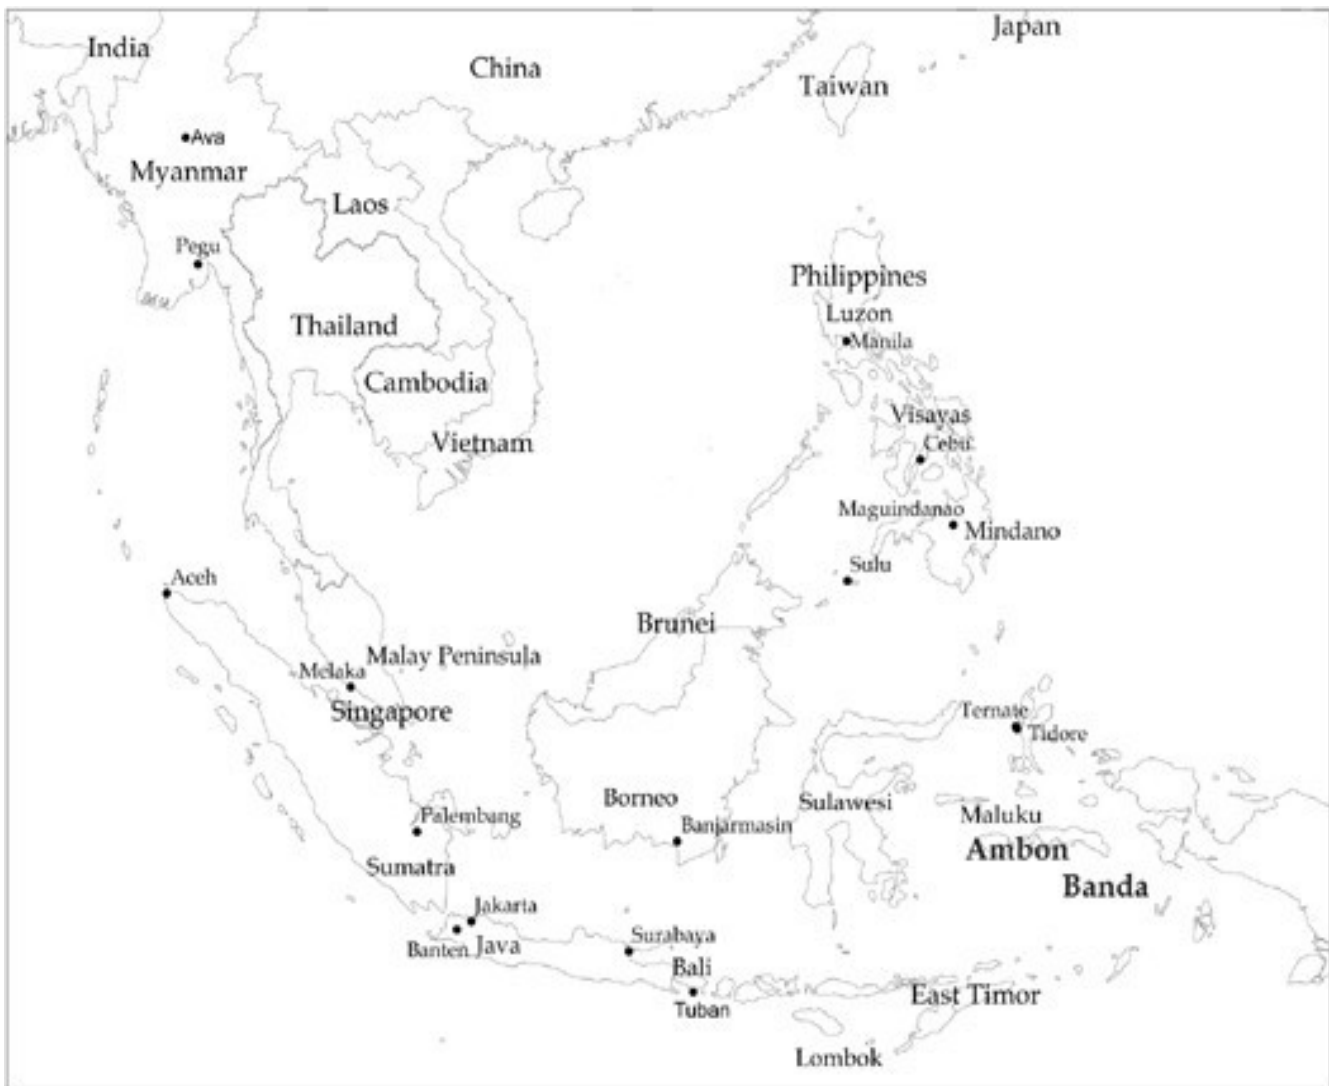 Japan
India
China
Taiwan
Ava
Myanmar
Laos
Pegu
Philippines
Luzon
Thailand
Manila
Cambodia
Visayas
Vietnam
Cebu
Maguindanao
Mindano
Sulu
Aceh
Brunei
Malay Peninsula
Melaka
Singapore
Ternate
Tidore
Borneo
Sulawesi
Palembang
Banjarmasin
Maluku
Ambon
Sumatra
Banda
Jakarta
Banten
Java
Surabaya
Bali
East Timor
Tuban
Lombok